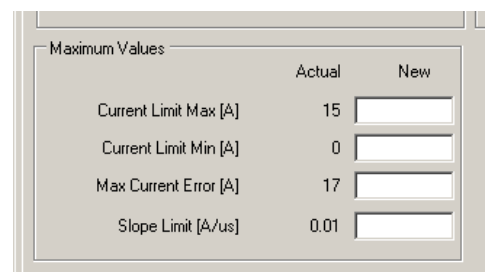 Maximum Values
Actual New
Current Limit Max [A] 15
Current Limit Min [A] 0
Max Current Error [A] 17
Slope Limit [A/us] 0.01